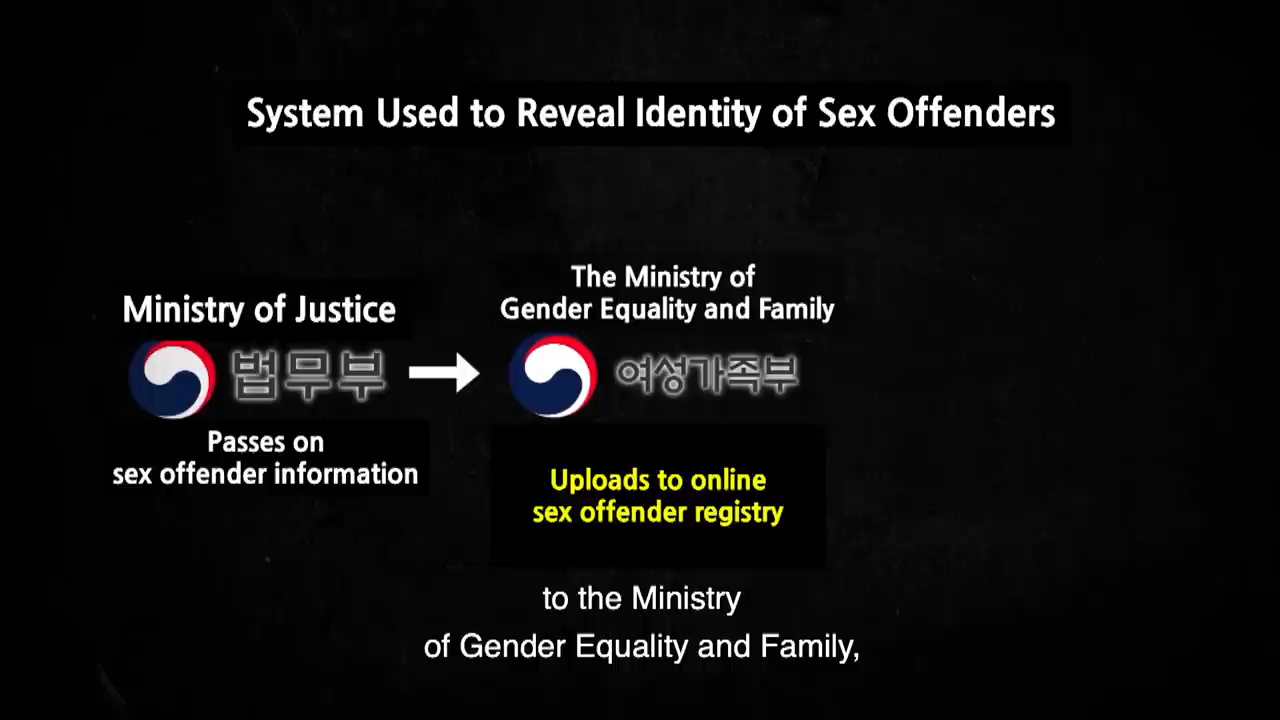 System Used to Reveal Identity of Sex Offenders
Ministry of Justice
법무부
Passes on
sex offender information
The Ministry of
Gender Equality and Family
여성가족부
Uploads to online
sex offender registry
to the Ministry
of Gender Equality and Family,